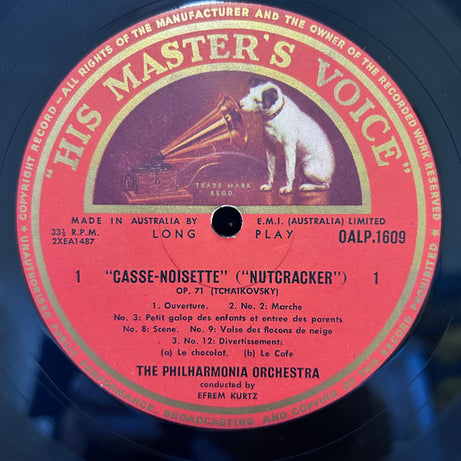 COPYRIGHT RECORD — ALL RIGHTS OF THE MANUFACTURER AND THE OWNER OF THE RECORDED WORK RESERVED
"HIS MASTER'S VOICE"
TRADE MARK
REGD.
MADE IN AUSTRALIA BY E.M.I. (AUSTRALIA) LIMITED
33⅓ R.P.M. LONG PLAY OALP.1609
2XEA1487
1 "CASSE-NOISETTE" ("NUTCRACKER") 1
OP. 71 (TCHAIKOVSKY)
1. Ouverture. 2. No. 2: Marche
No. 3: Petit galop des enfants et entree des parents
No. 8: Scene. No. 9: Valse des flocons de neige
3. No. 12: Divertissement:
(a) Le chocolat. (b) Le Cafe
THE PHILHARMONIA ORCHESTRA
conducted by
EFREM KURTZ
UNAUTHORISED PUBLIC PERFORMANCE, BROADCASTING AND COPYING OF THIS RECORD PROHIBITED